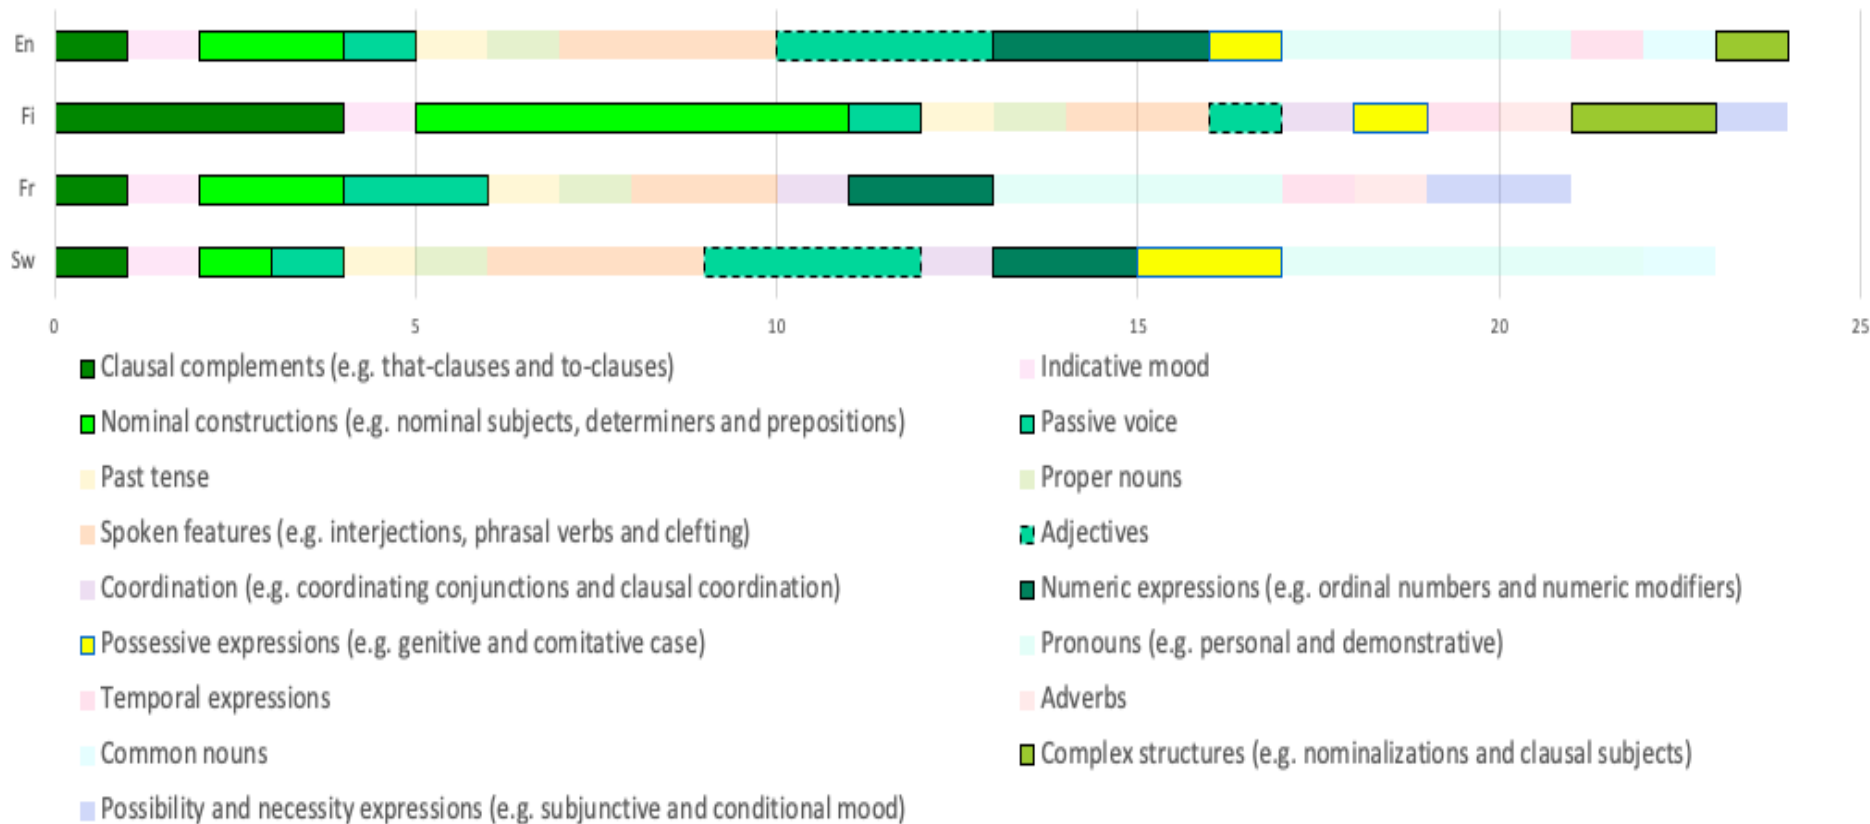 En
Fi
Fr
Sw
0 5 10 15 20 25
Clausal complements (e.g. that-clauses and to-clauses) Indicative mood
Nominal constructions (e.g. nominal subjects, determiners and prepositions) Passive voice
Past tense Proper nouns
Spoken features (e.g. interjections, phrasal verbs and clefting) Adjectives
Coordination (e.g. coordinating conjunctions and clausal coordination) Numeric expressions (e.g. ordinal numbers and numeric modifiers)
Possessive expressions (e.g. genitive and comitative case) Pronouns (e.g. personal and demonstrative)
Temporal expressions Adverbs
Common nouns Complex structures (e.g. nominalizations and clausal subjects)
Possibility and necessity expressions (e.g. subjunctive and conditional mood)